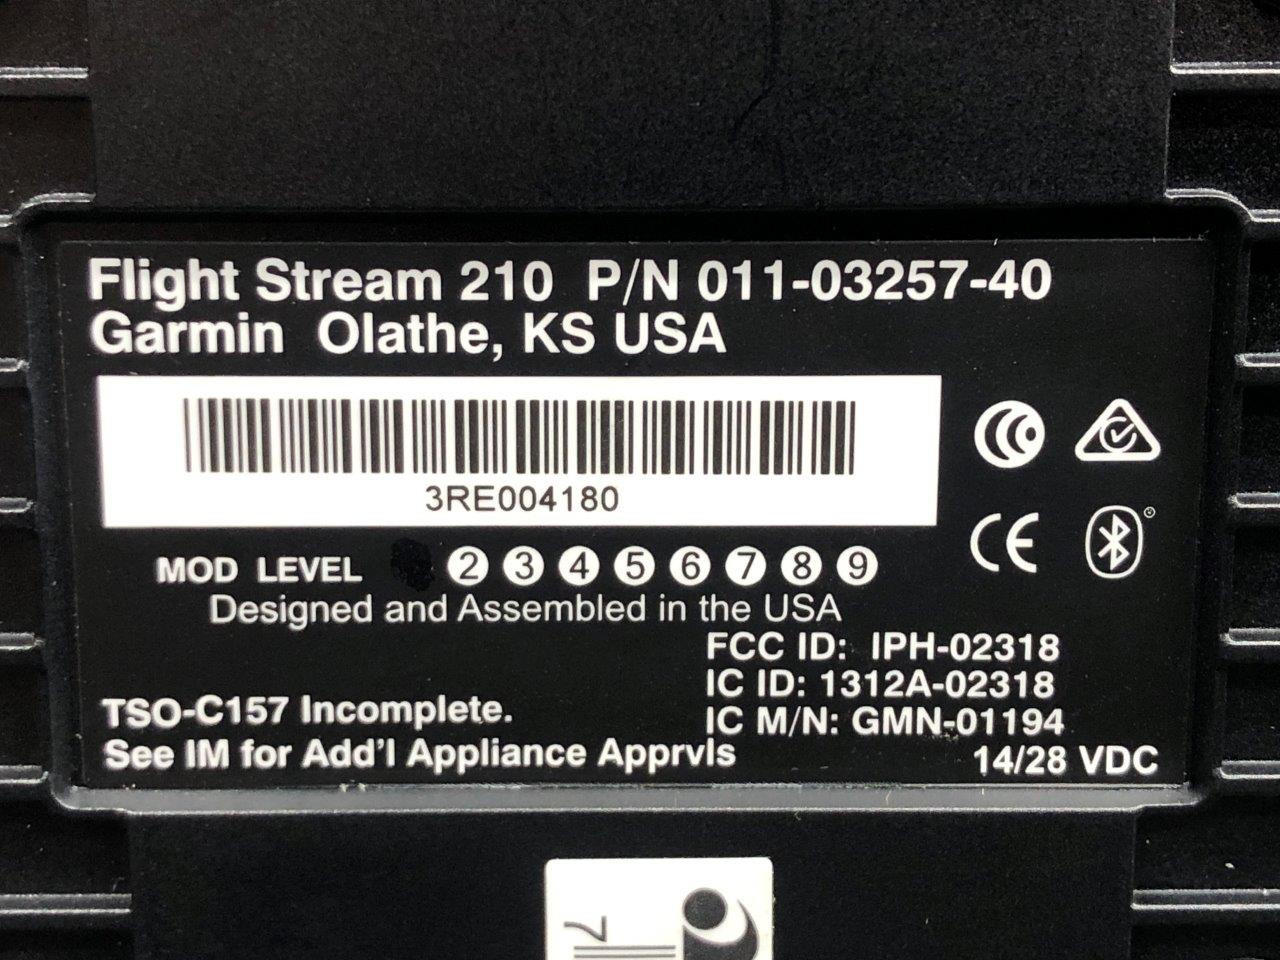 Flight Stream 210 P/N 011-03257-40
Garmin Olathe, KS USA
3RE004180
MOD LEVEL 2 3 4 5 6 7 8 9
Designed and Assembled in the USA
FCC ID: IPH-02318
IC ID: 1312A-02318
IC M/N: GMN-01194
TSO-C157 Incomplete.
See IM for Add'l Appliance Apprvls
14/28 VDC
7